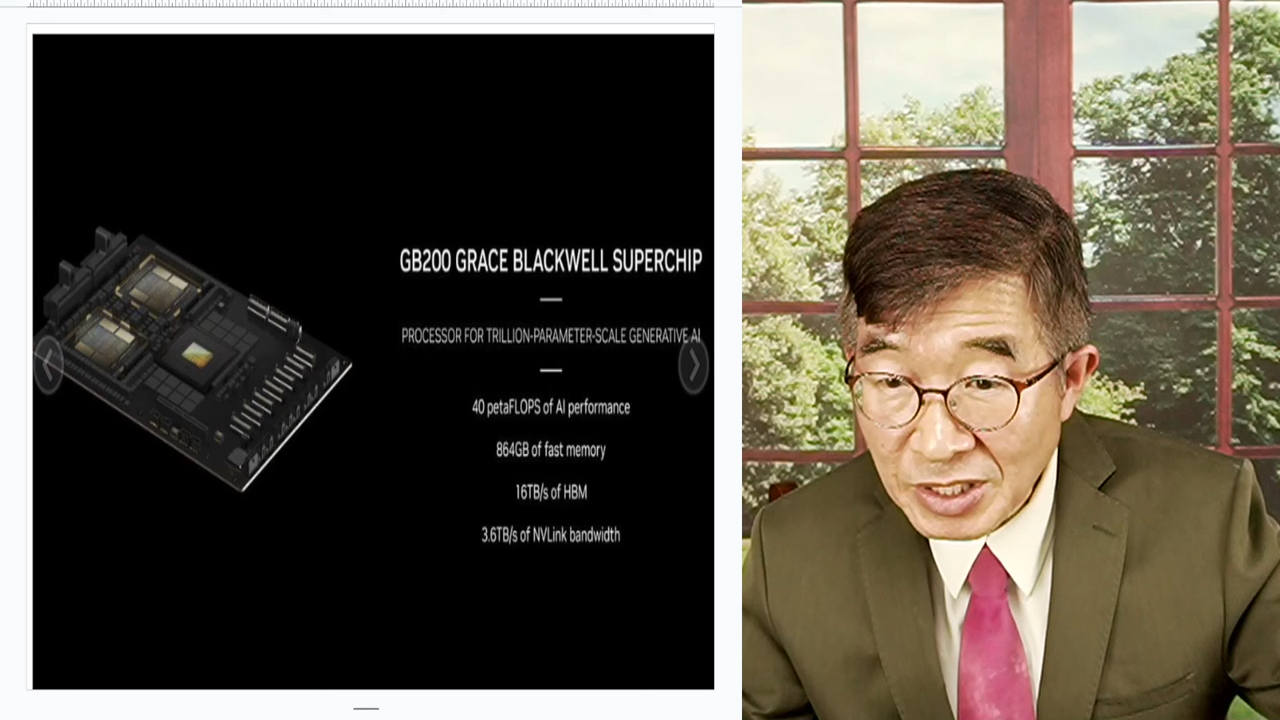 GB200 GRACE BLACKWELL SUPERCHIP
PROCESSOR FOR TRILLION-PARAMETER-SCALE GENERATIVE AI
40 petaFLOPS of AI performance
864GB of fast memory
16TB/s of HBM
3.6TB/s of NVLink bandwidth